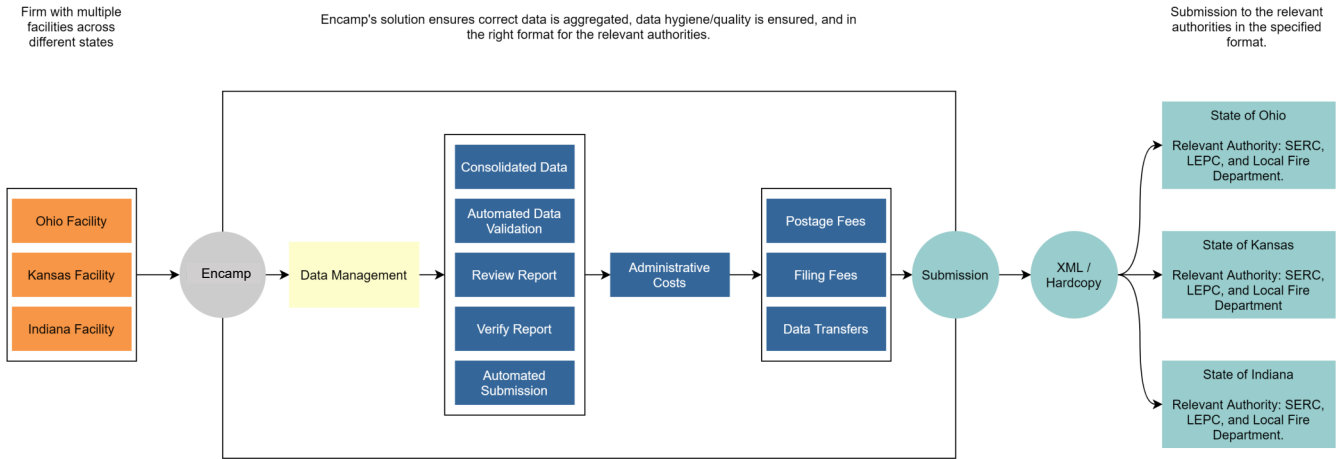 Firm with multiple
facilities across
different states
Encamp's solution ensures correct data is aggregated, data hygiene/quality is ensured, and in
the right format for the relevant authorities.
Submission to the relevant
authorities in the specified
format.
Ohio Facility
Kansas Facility
Indiana Facility
Encamp
Data Management
Consolidated Data
Automated Data
Validation
Review Report
Verify Report
Automated
Submission
Administrative
Costs
Postage Fees
Filing Fees
Data Transfers
Submission
XML /
Hardcopy
State of Ohio
Relevant Authority: SERC,
LEPC, and Local Fire
Department.
State of Kansas
Relevant Authority: SERC,
LEPC, and Local Fire
Department
State of Indiana
Relevant Authority: SERC,
LEPC, and Local Fire
Department.